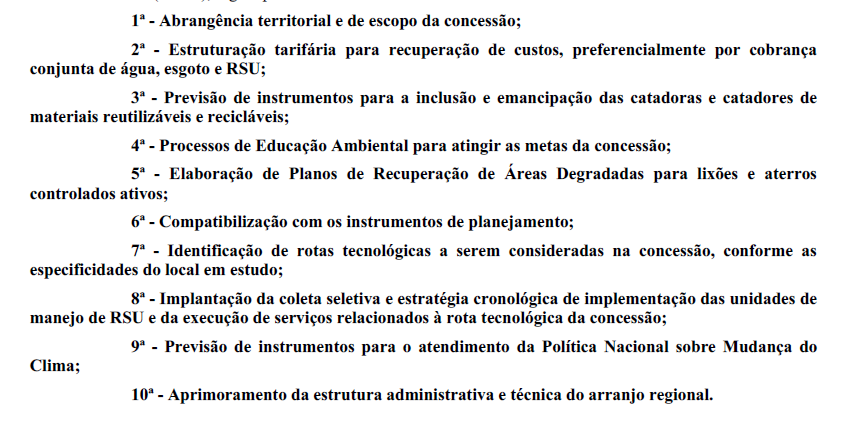 1ª - Abrangência territorial e de escopo da concessão;
2ª - Estruturação tarifária para recuperação de custos, preferencialmente por cobrança
conjunta de água, esgoto e RSU;
3ª - Previsão de instrumentos para a inclusão e emancipação das catadoras e catadores de
materiais reutilizáveis e recicláveis;
4ª - Processos de Educação Ambiental para atingir as metas da concessão;
5ª - Elaboração de Planos de Recuperação de Áreas Degradadas para lixões e aterros
controlados ativos;
6ª - Compatibilização com os instrumentos de planejamento;
7ª - Identificação de rotas tecnológicas a serem consideradas na concessão, conforme as
especificidades do local em estudo;
8ª - Implantação da coleta seletiva e estratégia cronológica de implementação das unidades de
manejo de RSU e da execução de serviços relacionados à rota tecnológica da concessão;
9ª - Previsão de instrumentos para o atendimento da Política Nacional sobre Mudança do
Clima;
10ª - Aprimoramento da estrutura administrativa e técnica do arranjo regional.